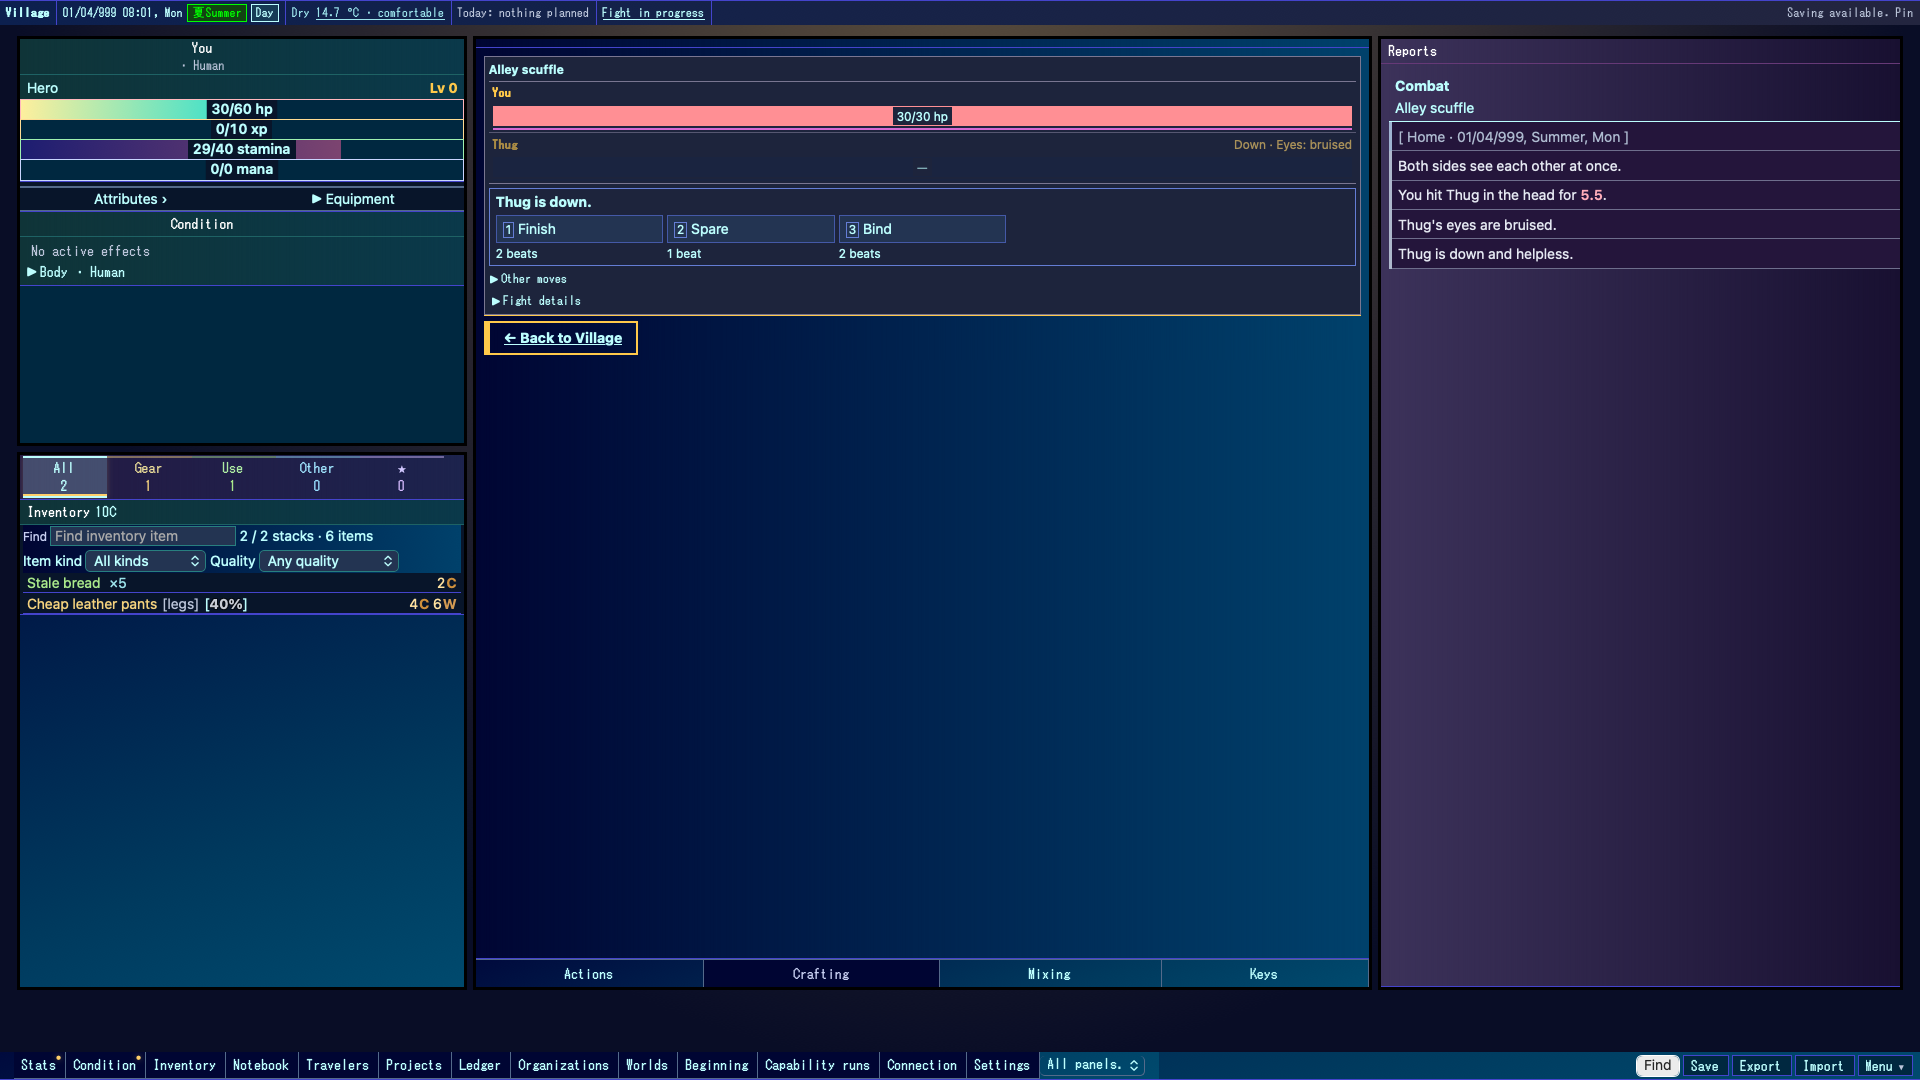 Village 01/04/999 08:01, Mon 夏Summer Day Dry 14.7 °C · comfortable Today: nothing planned Fight in progress Saving available. Pin
You
· Human
Hero Lv 0
30/60 hp
0/10 xp
29/40 stamina
0/0 mana
Attributes › ▶ Equipment
Condition
No active effects
▶Body · Human
All Gear Use Other ★
2 1 1 0 0
Inventory 10C
Find Find inventory item 2 / 2 stacks · 6 items
Item kind All kinds Quality Any quality
Stale bread ×5 2C
Cheap leather pants [legs] [40%] 4C 6W
Alley scuffle
You
30/30 hp
Thug Down · Eyes: bruised
—
Thug is down.
1 Finish 2 Spare 3 Bind
2 beats 1 beat 2 beats
▶Other moves
▶Fight details
← Back to Village
Actions Crafting Mixing Keys
Reports
Combat
Alley scuffle
[ Home · 01/04/999, Summer, Mon ]
Both sides see each other at once.
You hit Thug in the head for 5.5.
Thug's eyes are bruised.
Thug is down and helpless.
Stats Condition Inventory Notebook Travelers Projects Ledger Organizations Worlds Beginning Capability runs Connection Settings All panels. Find Save Export Import Menu ▾